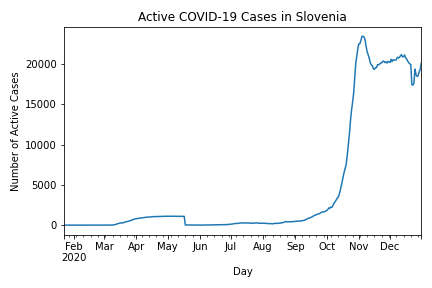 Active COVID-19 Cases in Slovenia
Number of Active Cases
20000
15000
10000
5000
0
Feb Mar Apr May Jun Jul Aug Sep Oct Nov Dec
2020
Day